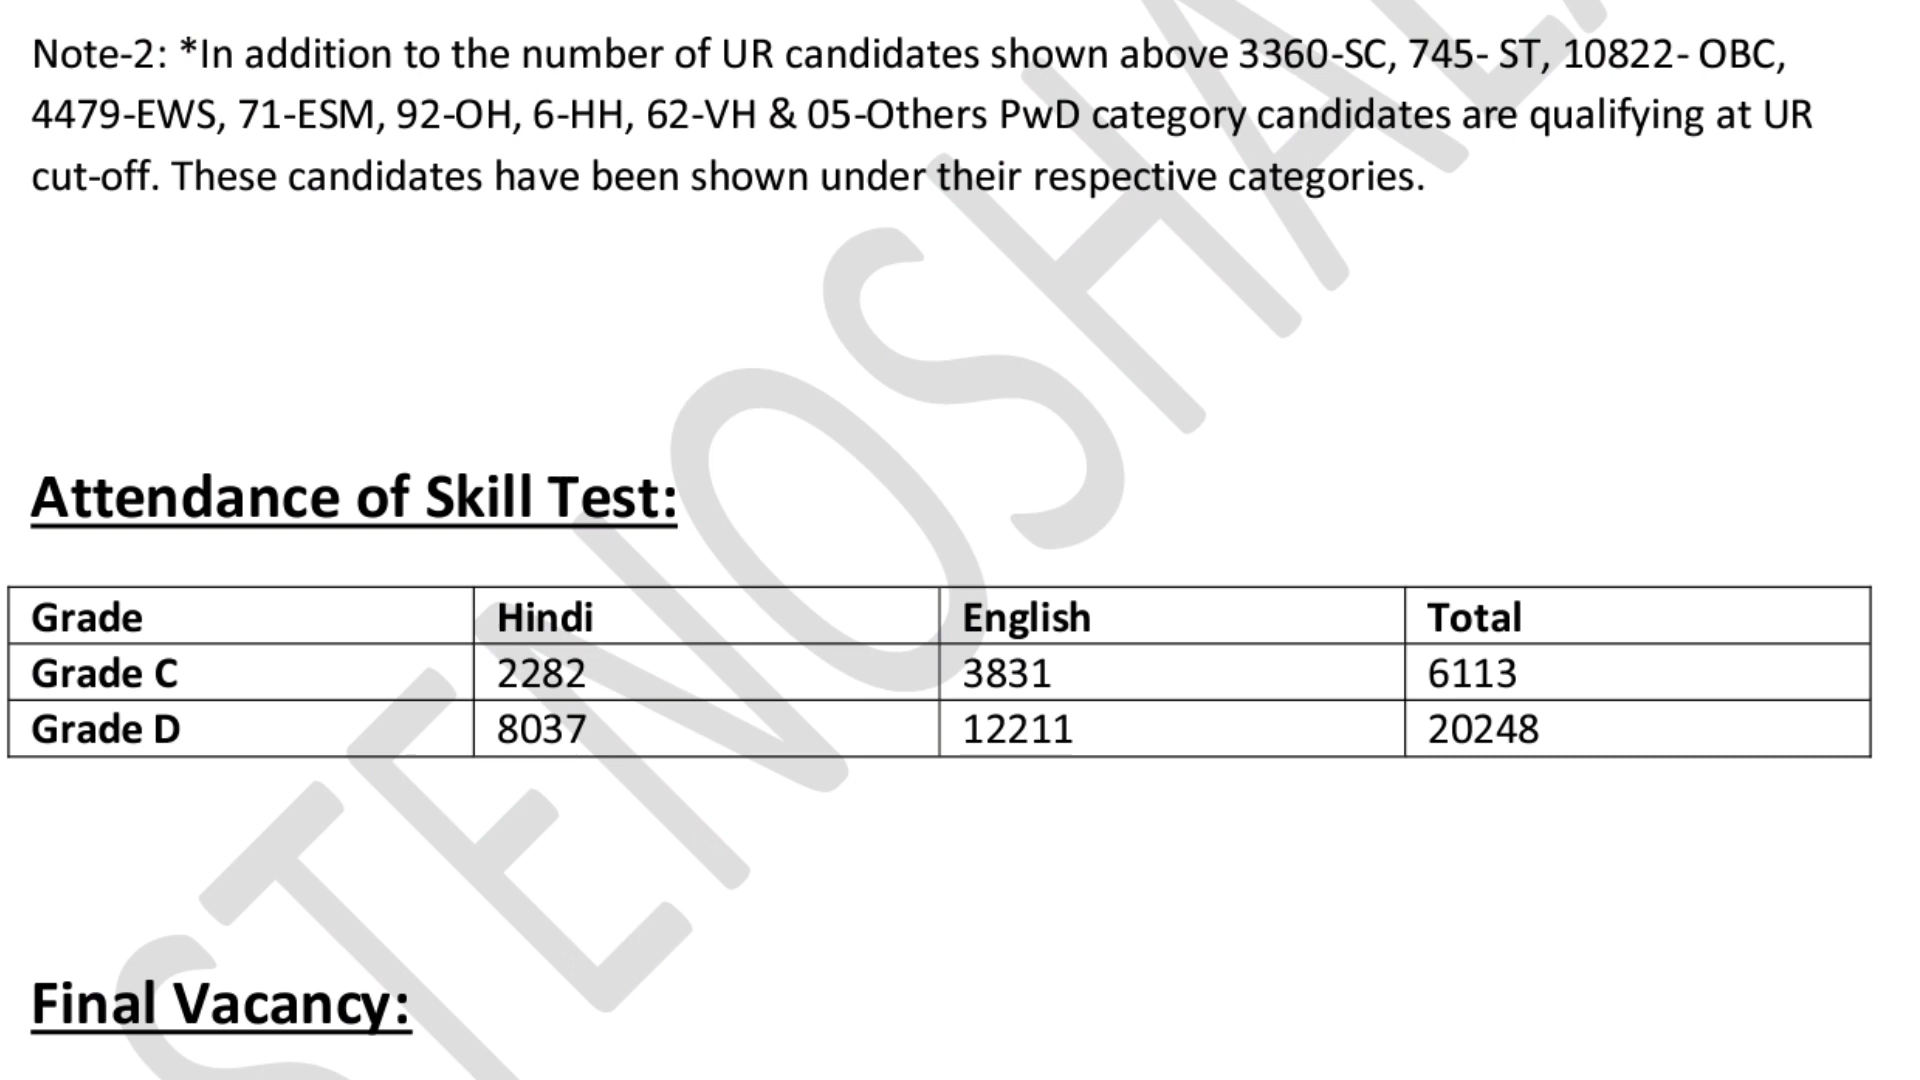 Note-2: *In addition to the number of UR candidates shown above 3360-SC, 745- ST, 10822- OBC,
4479-EWS, 71-ESM, 92-OH, 6-HH, 62-VH & 05-Others PwD category candidates are qualifying at UR
cut-off. These candidates have been shown under their respective categories.
Attendance of Skill Test:
Grade Hindi English Total
Grade C 2282 3831 6113
Grade D 8037 12211 20248
Final Vacancy: